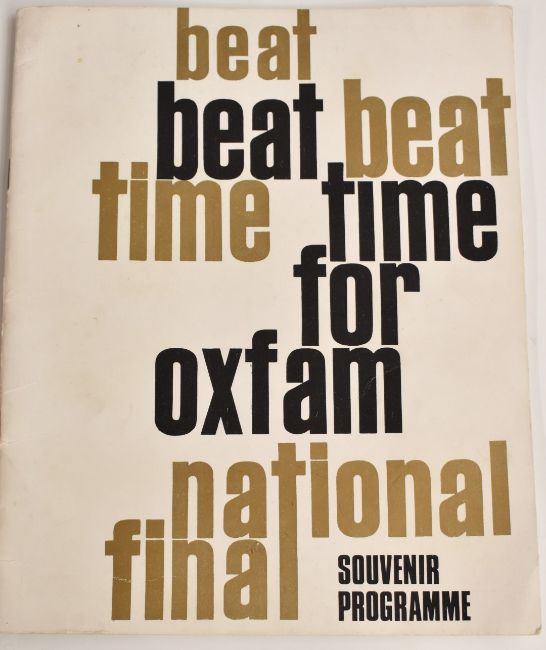 beat
beat beat
time time
for
oxfam
national
final
SOUVENIR
PROGRAMME